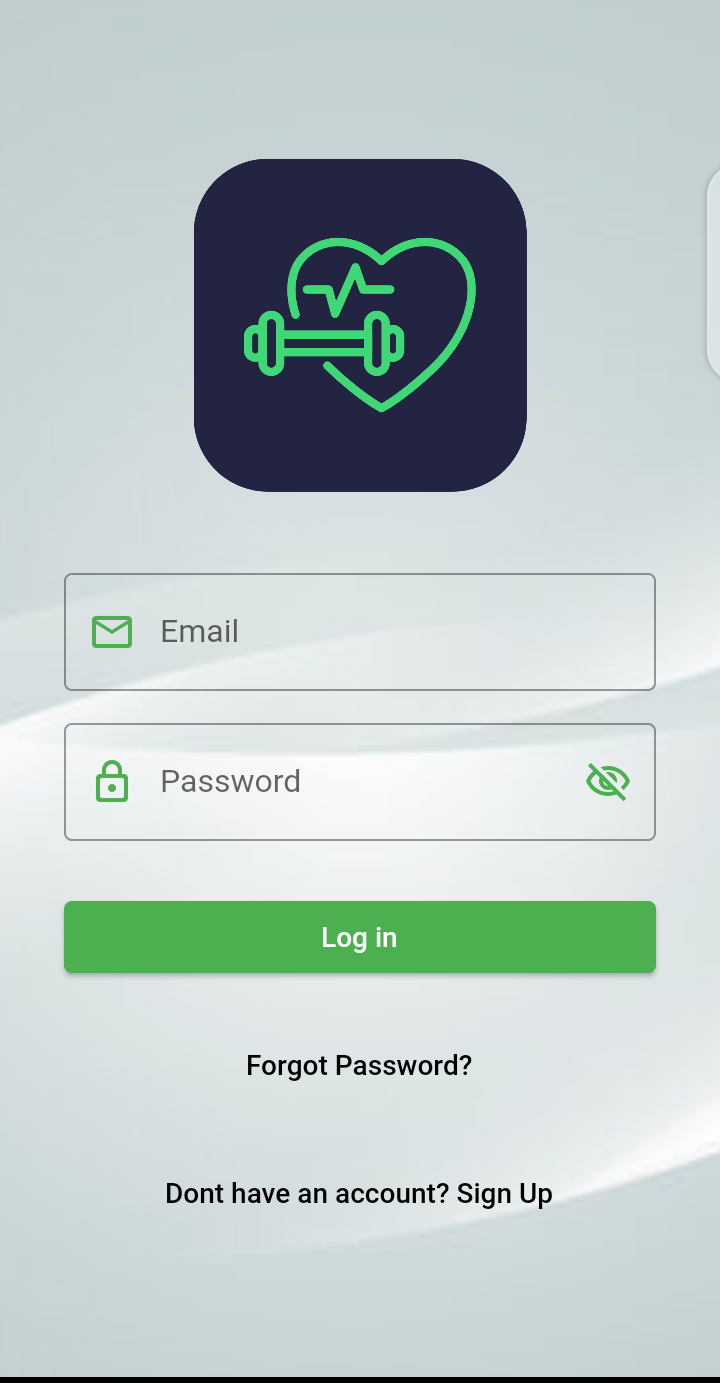 Email
Password
Log in
Forgot Password?
Dont have an account? Sign Up